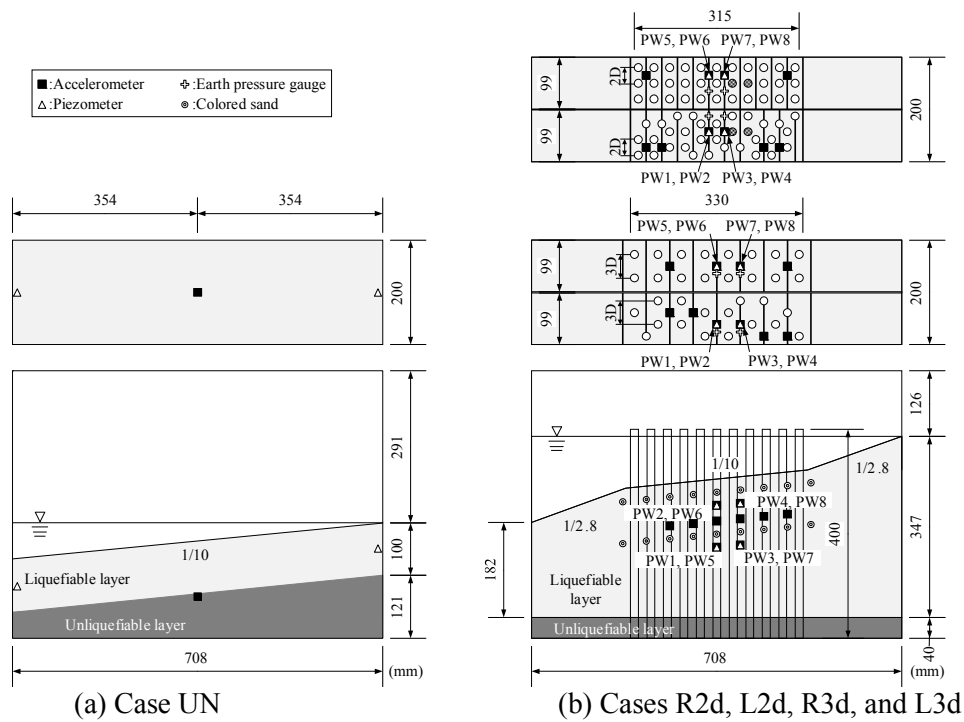 ■:Accelerometer ✣:Earth pressure gauge
△:Piezometer ◎:Colored sand
354 354
200
291
1/10
100
Liquefiable layer
121
Unliquefiable layer
708 (mm)
(a) Case UN
315
PW5, PW6 PW7, PW8
99
2D
200
99
2D
PW1, PW2 PW3, PW4
330
PW5, PW6 PW7, PW8
99
3D
200
99
3D
PW1, PW2 PW3, PW4
126
1/10
1/2.8
PW4, PW8
PW2, PW6
1/2.8
400
347
PW1, PW5 PW3, PW7
182
Liquefiable
layer
Unliquefiable layer
40
708 (mm)
(b) Cases R2d, L2d, R3d, and L3d